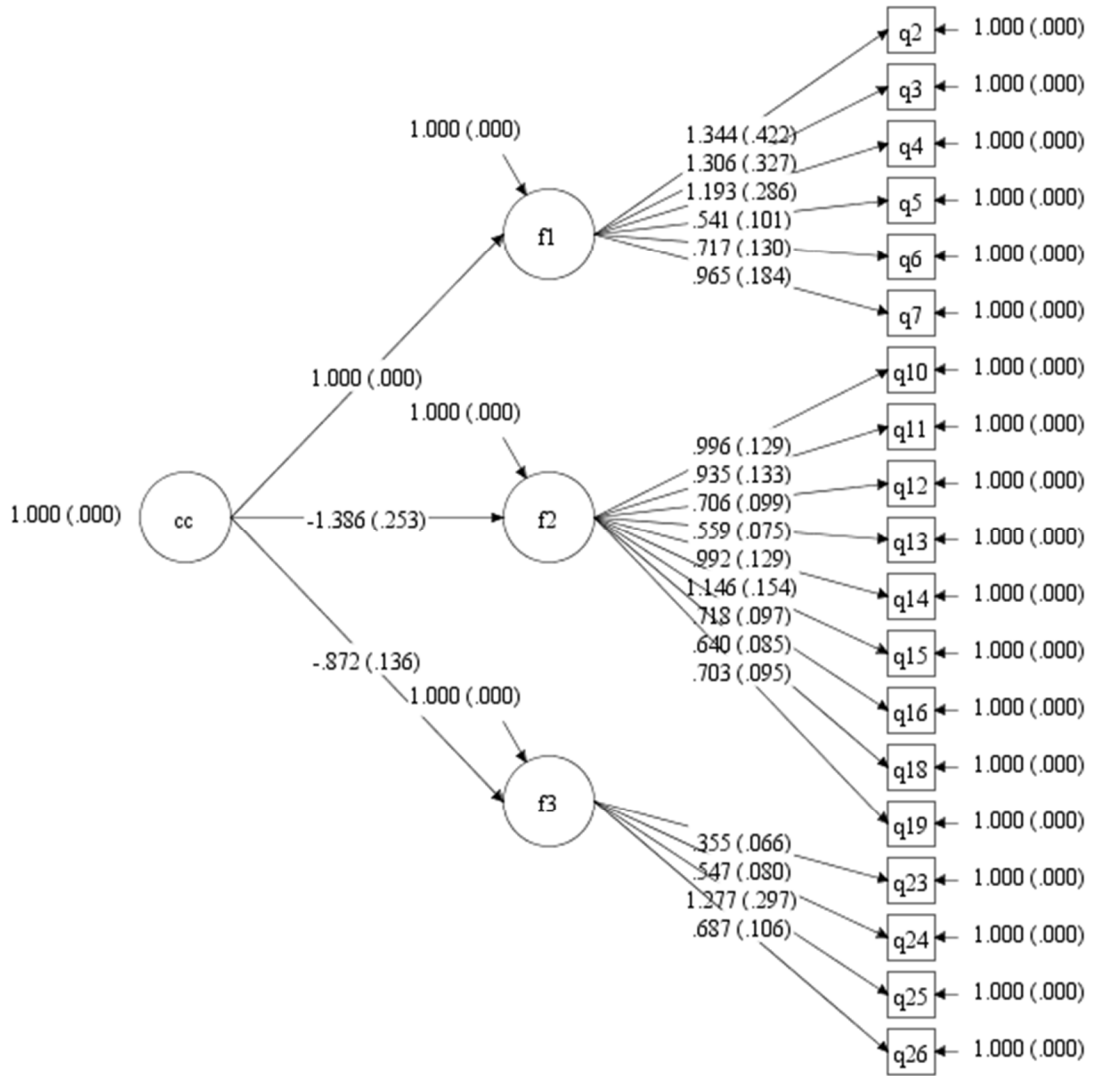 q2 1.000 (.000)
q3 1.000 (.000)
1.000 (.000)
1.344 (.422)
q4 1.000 (.000)
1.306 (.327)
1.193 (.286)
q5 1.000 (.000)
.541 (.101)
f1
.717 (.130)
q6 1.000 (.000)
.965 (.184)
q7 1.000 (.000)
q10 1.000 (.000)
1.000 (.000)
1.000 (.000)
q11 1.000 (.000)
.996 (.129)
.935 (.133)
q12 1.000 (.000)
.706 (.099)
1.000 (.000) cc
-1.386 (.253)
f2
.559 (.075)
q13 1.000 (.000)
.992 (.129)
1.146 (.154)
q14 1.000 (.000)
.718 (.097)
.640 (.085)
q15 1.000 (.000)
-.872 (.136)
.703 (.095)
1.000 (.000)
q16 1.000 (.000)
q18 1.000 (.000)
f3
q19 1.000 (.000)
.355 (.066)
.547 (.080)
q23 1.000 (.000)
1.277 (.297)
.687 (.106)
q24 1.000 (.000)
q25 1.000 (.000)
q26 1.000 (.000)